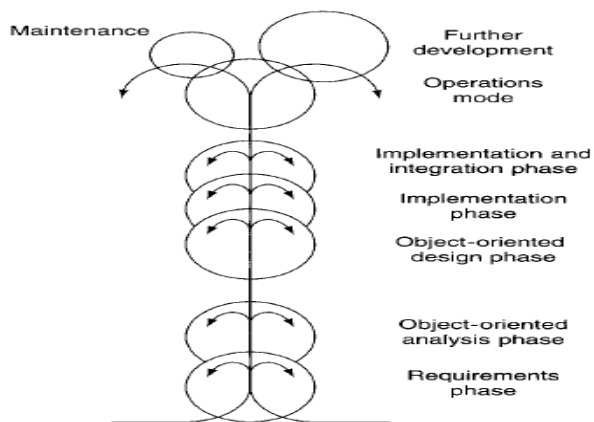 Maintenance
Further
development
Operations
mode
Implementation and
integration phase
Implementation
phase
Object-oriented
design phase
Object-oriented
analysis phase
Requirements
phase